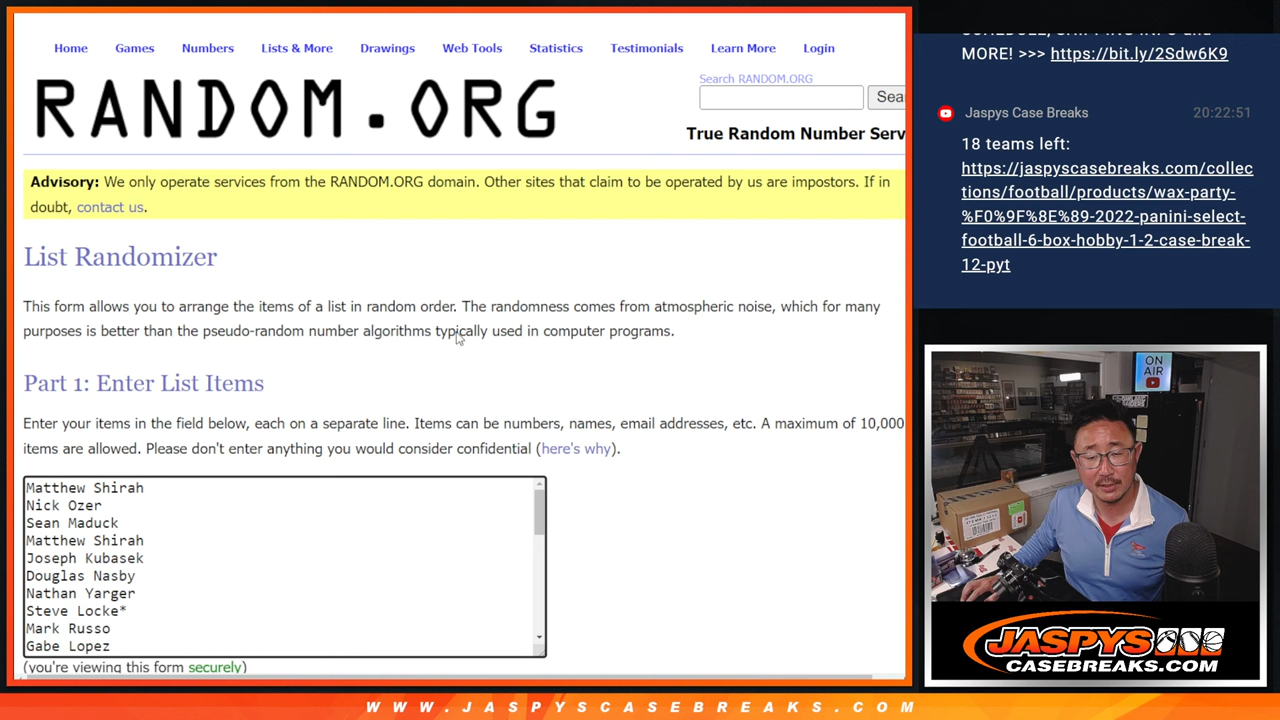 Home Games Numbers Lists & More Drawings Web Tools Statistics Testimonials Learn More Login
RANDOM.ORG
Search RANDOM.ORG
Sea
True Random Number Serv
Advisory: We only operate services from the RANDOM.ORG domain. Other sites that claim to be operated by us are impostors. If in
doubt, contact us.
List Randomizer
This form allows you to arrange the items of a list in random order. The randomness comes from atmospheric noise, which for many
purposes is better than the pseudo-random number algorithms typically used in computer programs.
Part 1: Enter List Items
Enter your items in the field below, each on a separate line. Items can be numbers, names, email addresses, etc. A maximum of 10,000
items are allowed. Please don't enter anything you would consider confidential (here's why).
Matthew Shirah
Nick Ozer
Sean Maduck
Matthew Shirah
Joseph Kubasek
Douglas Nasby
Nathan Yarger
Steve Locke*
Mark Russo
Gabe Lopez
(you're viewing this form securely)
MORE! >>> https://bit.ly/2Sdw6K9
Jaspys Case Breaks 20:22:51
18 teams left:
https://jaspyscasebreaks.com/collec
tions/football/products/wax-party-
%F0%9F%8E%89-2022-panini-select-
football-6-box-hobby-1-2-case-break-
12-pyt
ON
AIR
JASPYS
CASEBREAKS.COM
WWW.JASPYSCASEBREAKS.COM